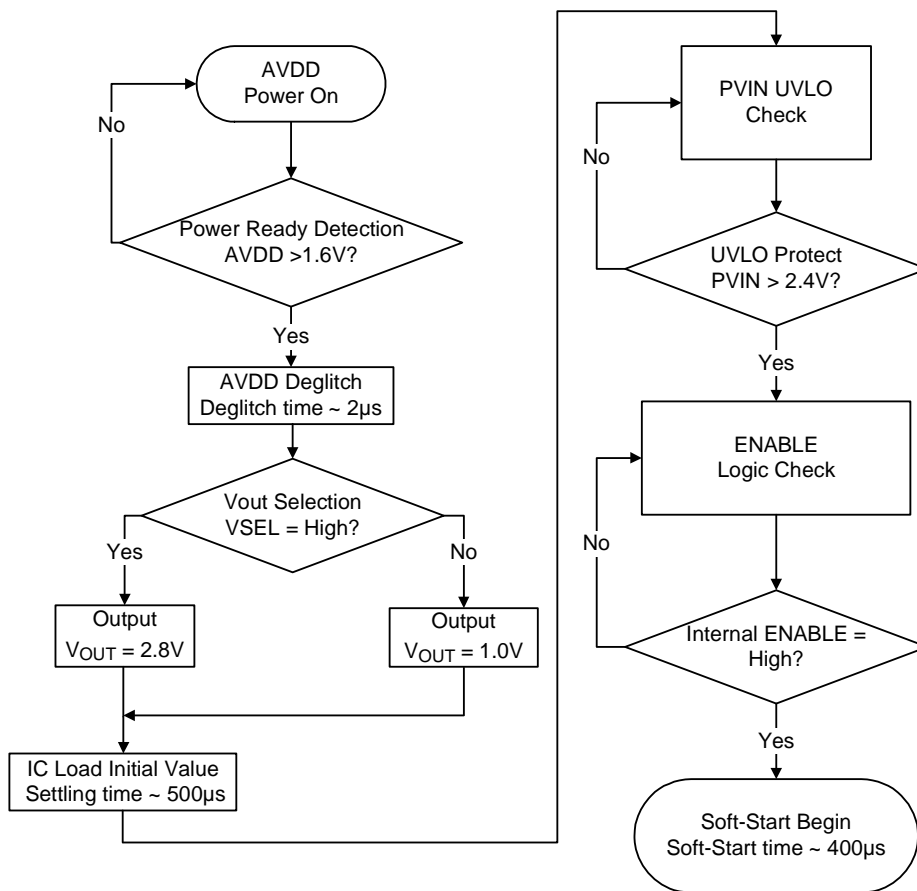 AVDD
Power On
No
Power Ready Detection
AVDD >1.6V?
Yes
AVDD Deglitch
Deglitch time ~ 2µs
Vout Selection
VSEL = High?
Yes
No
Output
VOUT = 2.8V
Output
VOUT = 1.0V
IC Load Initial Value
Settling time ~ 500µs
PVIN UVLO
Check
No
UVLO Protect
PVIN > 2.4V?
Yes
ENABLE
Logic Check
No
Internal ENABLE =
High?
Yes
Soft-Start Begin
Soft-Start time ~ 400µs